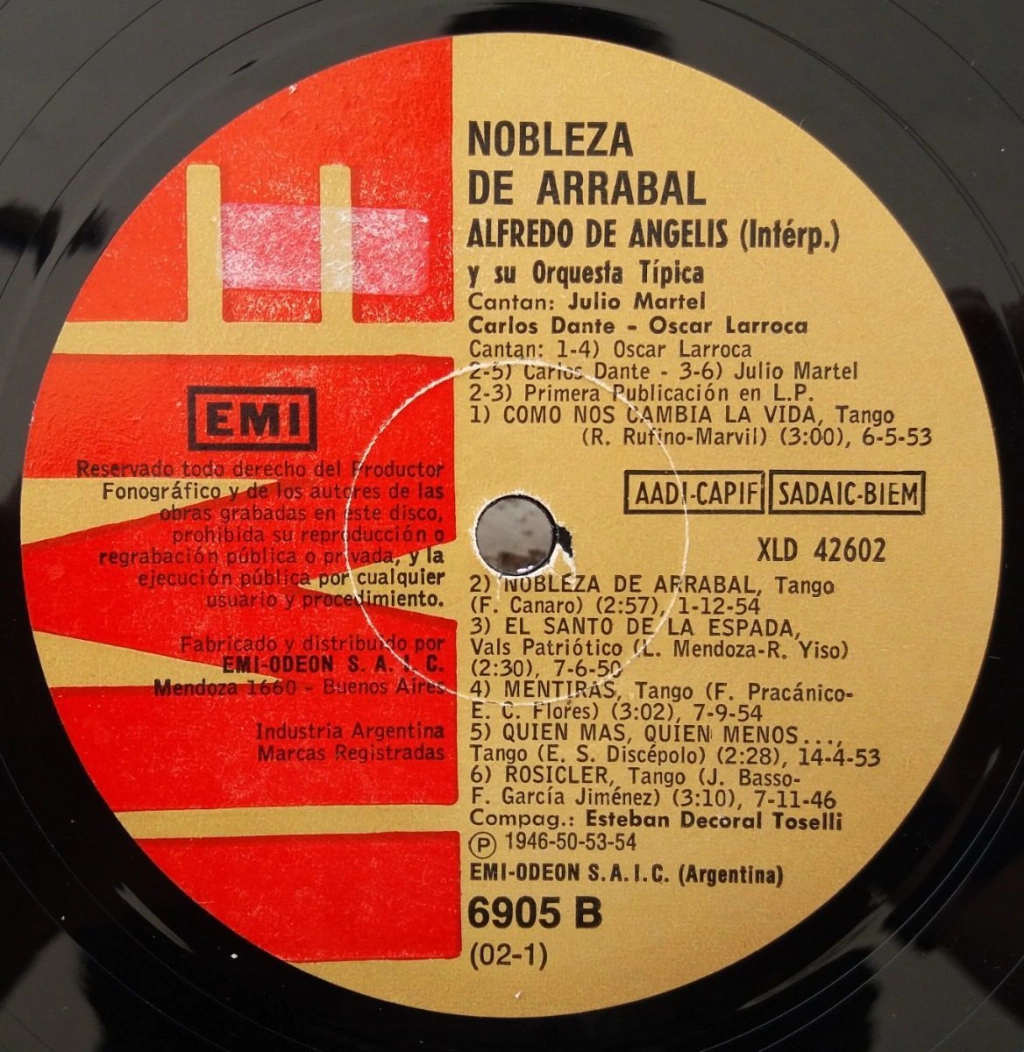 NOBLEZA
DE ARRABAL
ALFREDO DE ANGELIS (Intérp.)
y su Orquesta Típica
Cantan: Julio Martel
Carlos Dante - Oscar Larroca
Cantan: 1-4) Oscar Larroca
2-5) Carlos Dante - 3-6) Julio Martel
2-3) Primera Publicación en L.P.
1) COMO NOS CAMBIA LA VIDA, Tango
(R. Rufino-Marvil) (3:00), 6-5-53
EMI
Reservado todo derecho del Productor
Fonográfico y de los autores de las
obras grabadas en este disco,
prohibida su reproducción o
regrabación pública o privada, y la
ejecución pública por cualquier
usuario y procedimiento.
Fabricado y distribuido por
EMI-ODEON S. A. I. C.
Mendoza 1660 - Buenos Aires
Industria Argentina
Marcas Registradas
AADI-CAPIF SADAIC-BIEM
XLD 42602
2) NOBLEZA DE ARRABAL, Tango
(F. Canaro) (2:57), 1-12-54
3) EL SANTO DE LA ESPADA,
Vals Patriótico (L. Mendoza-R. Yiso)
(2:30), 7-6-50
4) MENTIRAS, Tango (F. Pracánico-
E. C. Flores) (3:02), 7-9-54
5) QUIEN MAS, QUIEN MENOS...,
Tango (E. S. Discépolo) (2:28), 14-4-53
6) ROSICLER, Tango (J. Basso-
F. García Jiménez) (3:10), 7-11-46
Compag.: Esteban Decoral Toselli
Ⓟ 1946-50-53-54
EMI-ODEON S.A.I.C. (Argentina)
6905 B
(02-1)